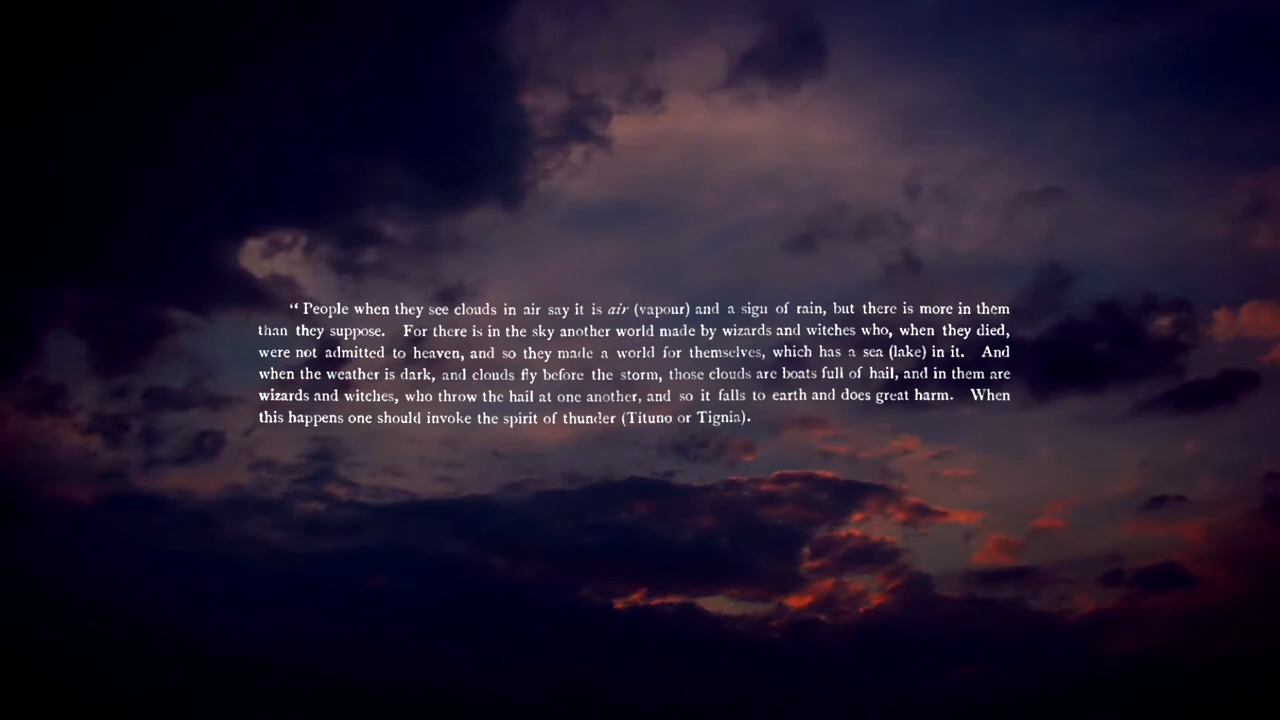 “ People when they see clouds in air say it is air (vapour) and a sign of rain, but there is more in them
than they suppose. For there is in the sky another world made by wizards and witches who, when they died,
were not admitted to heaven, and so they made a world for themselves, which has a sea (lake) in it. And
when the weather is dark, and clouds fly before the storm, those clouds are boats full of hail, and in them are
wizards and witches, who throw the hail at one another, and so it falls to earth and does great harm. When
this happens one should invoke the spirit of thunder (Tituno or Tignia).